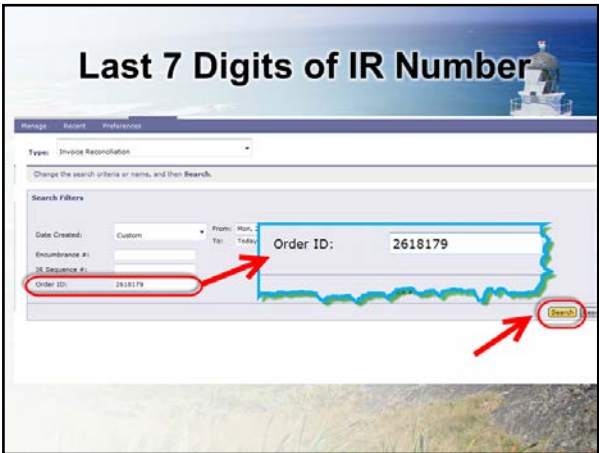 Last 7 Digits of IR Number
Manage Recent Preferences
Type: Invoice Reconciliation
Change the search criteria or name, and then Search.
Search Filters
Date Created: Custom From: Mon, 2
To: Today
Encumbrance #:
IR Sequence #:
Order ID: 2618179
Order ID: 2618179
Search